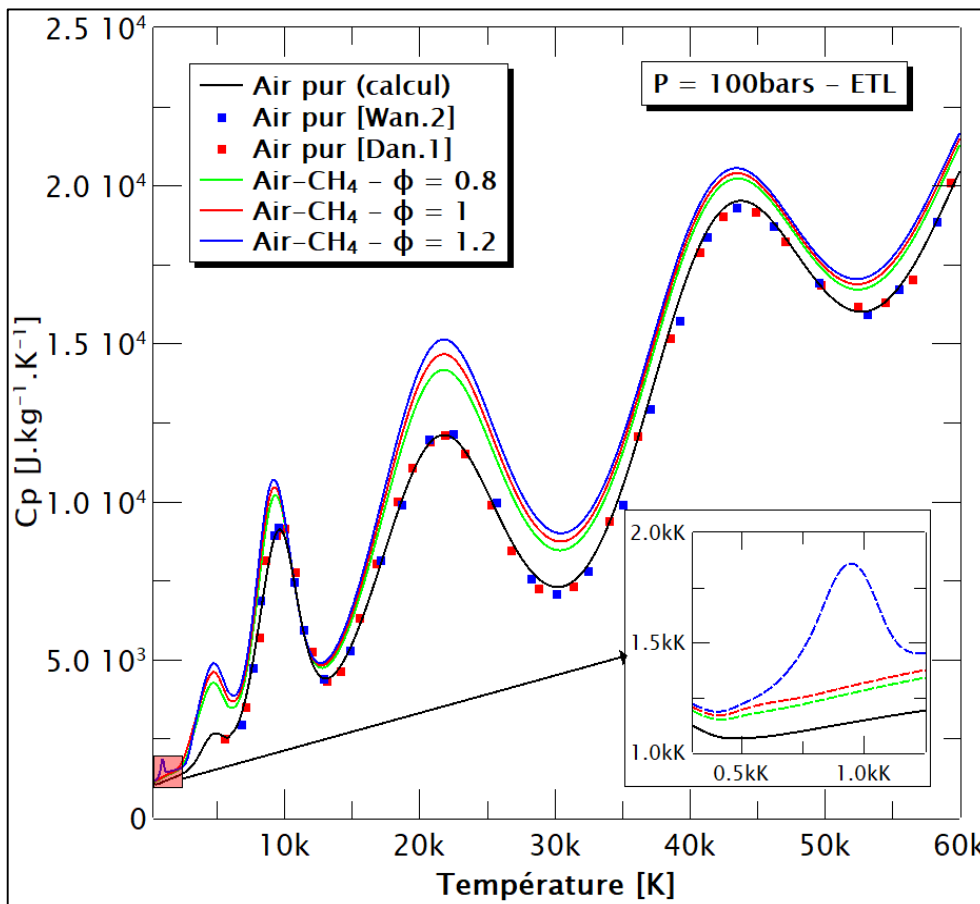 2.5 10⁴
2.0 10⁴
1.5 10⁴
1.0 10⁴
5.0 10³
0
Cp [J.kg⁻¹.K⁻¹]
Air pur (calcul)
Air pur [Wan.2]
Air pur [Dan.1]
Air-CH₄ - ϕ = 0.8
Air-CH₄ - ϕ = 1
Air-CH₄ - ϕ = 1.2
P = 100bars - ETL
2.0kK
1.5kK
1.0kK
0.5kK 1.0kK
10k 20k 30k 40k 50k 60k
Température [K]